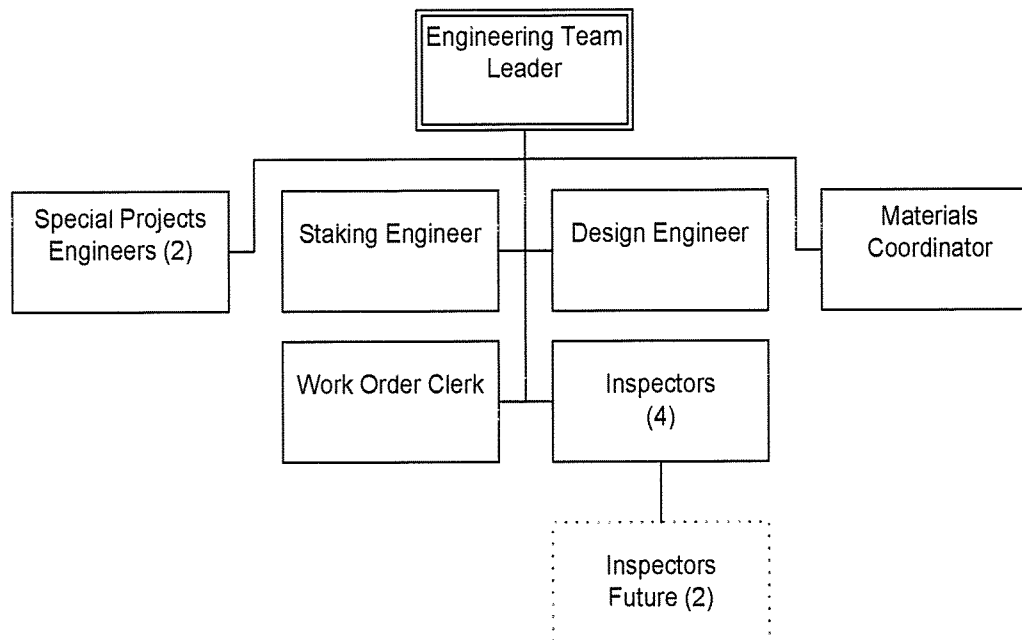 Engineering Team
Leader
Special Projects
Engineers (2)
Staking Engineer
Design Engineer
Materials
Coordinator
Work Order Clerk
Inspectors
(4)
Inspectors
Future (2)